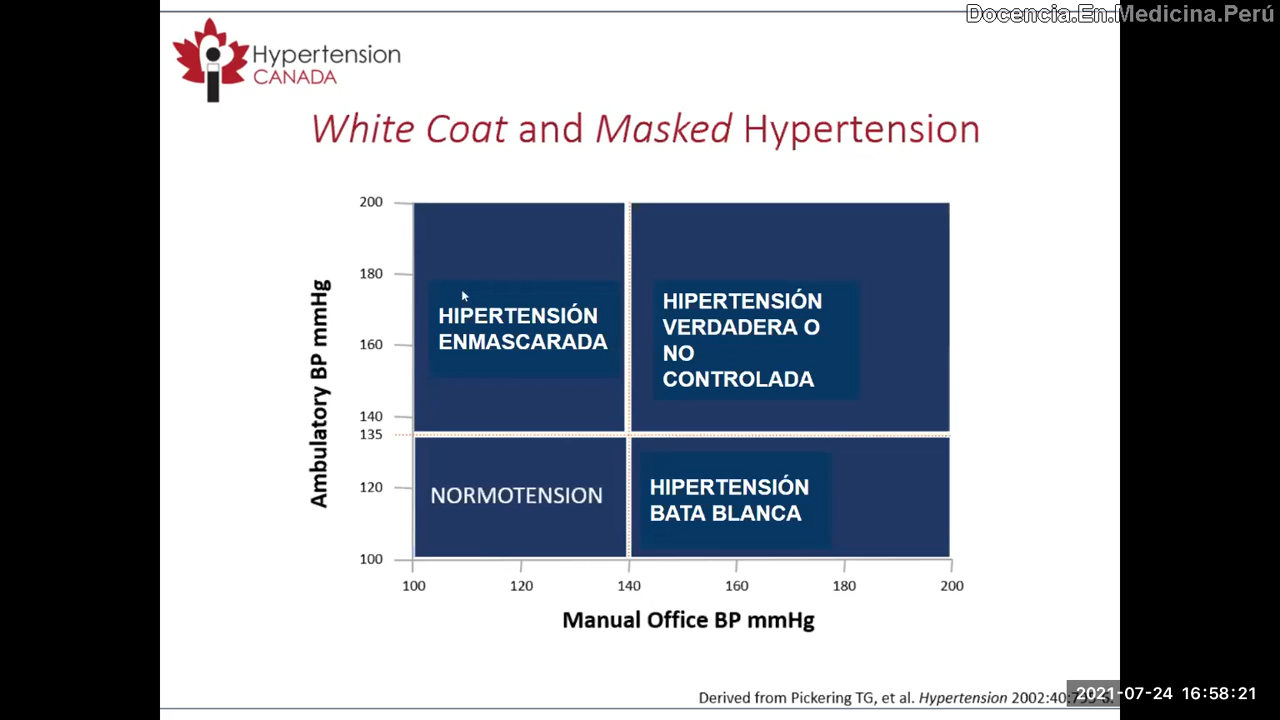 Docencia.En.Medicina.Perú
Hypertension
CANADA
White Coat and Masked Hypertension
200
180
160
140
135
120
100
Ambulatory BP mmHg
HIPERTENSIÓN
ENMASCARADA
HIPERTENSIÓN
VERDADERA O
NO
CONTROLADA
NORMOTENSION
HIPERTENSIÓN
BATA BLANCA
100 120 140 160 180 200
Manual Office BP mmHg
Derived from Pickering TG, et al. Hypertension 2002:40:
2021-07-24 16:58:21